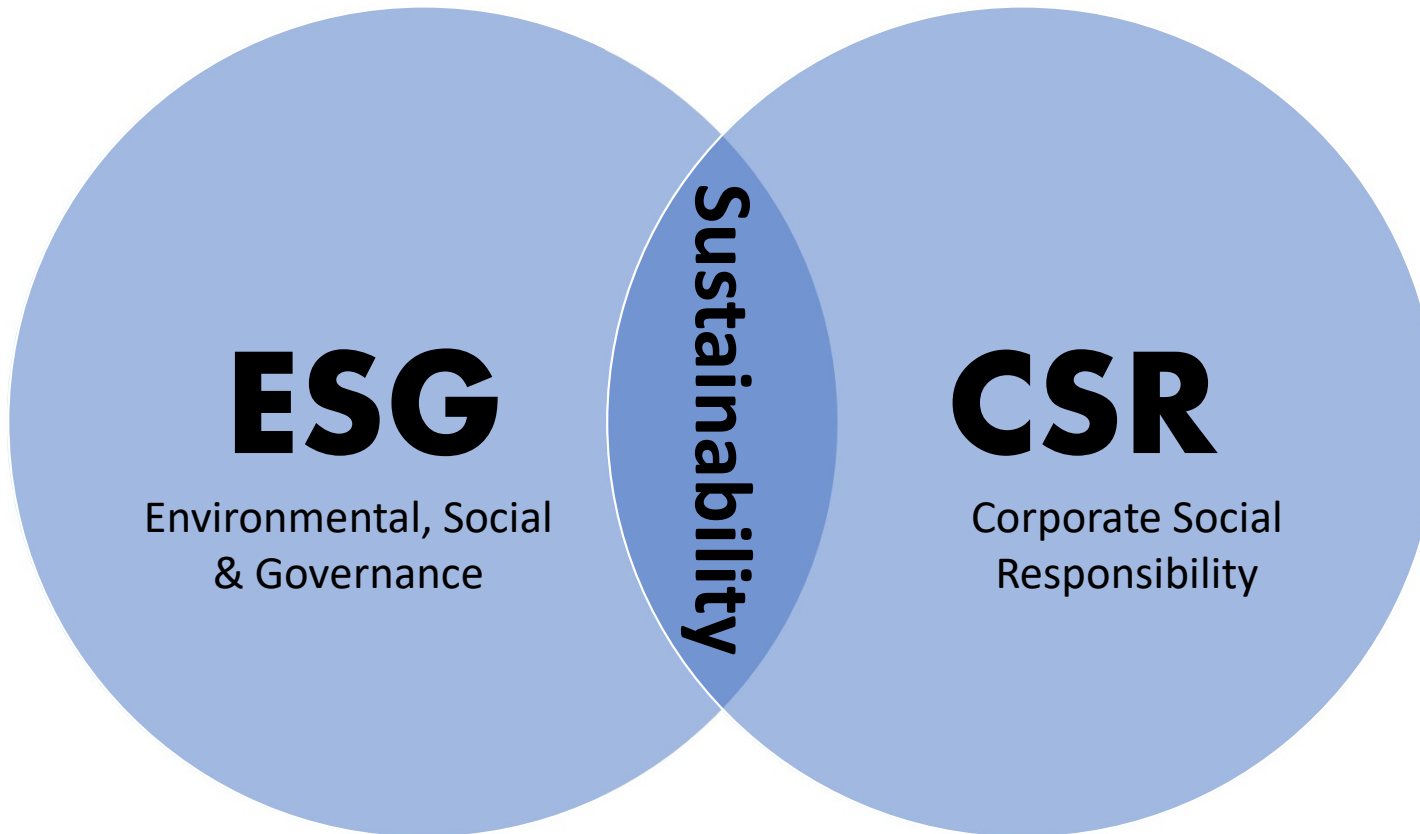 ESG
Environmental, Social
& Governance
Sustainability
CSR
Corporate Social
Responsibility